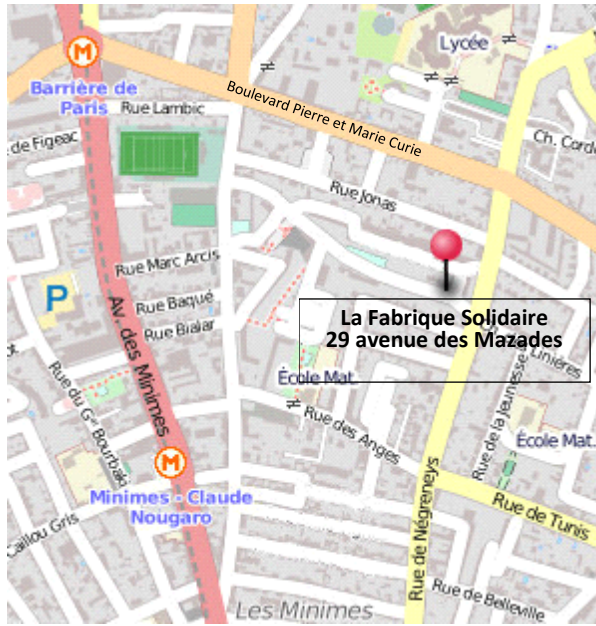 M
Lycée
Barrière de
Paris
Boulevard Pierre et Marie Curie
Rue Lambic
de Figeac
Ch. Corde
Rue Jonas
Rue Marc Arcis
P
Rue Baqué
Rue Bialar
Av. des Minimes
La Fabrique Solidaire
29 avenue des Mazades
Linières
École Mat.
Rue du Gal Bourbaki
Rue des Anges
Rue de la Jeunesse
École Mat.
M
Minimes - Claude
Nougaro
Caillou Gris
Rue de Négreneys
Rue de Tunis
Rue de Belleville
Les Minimes